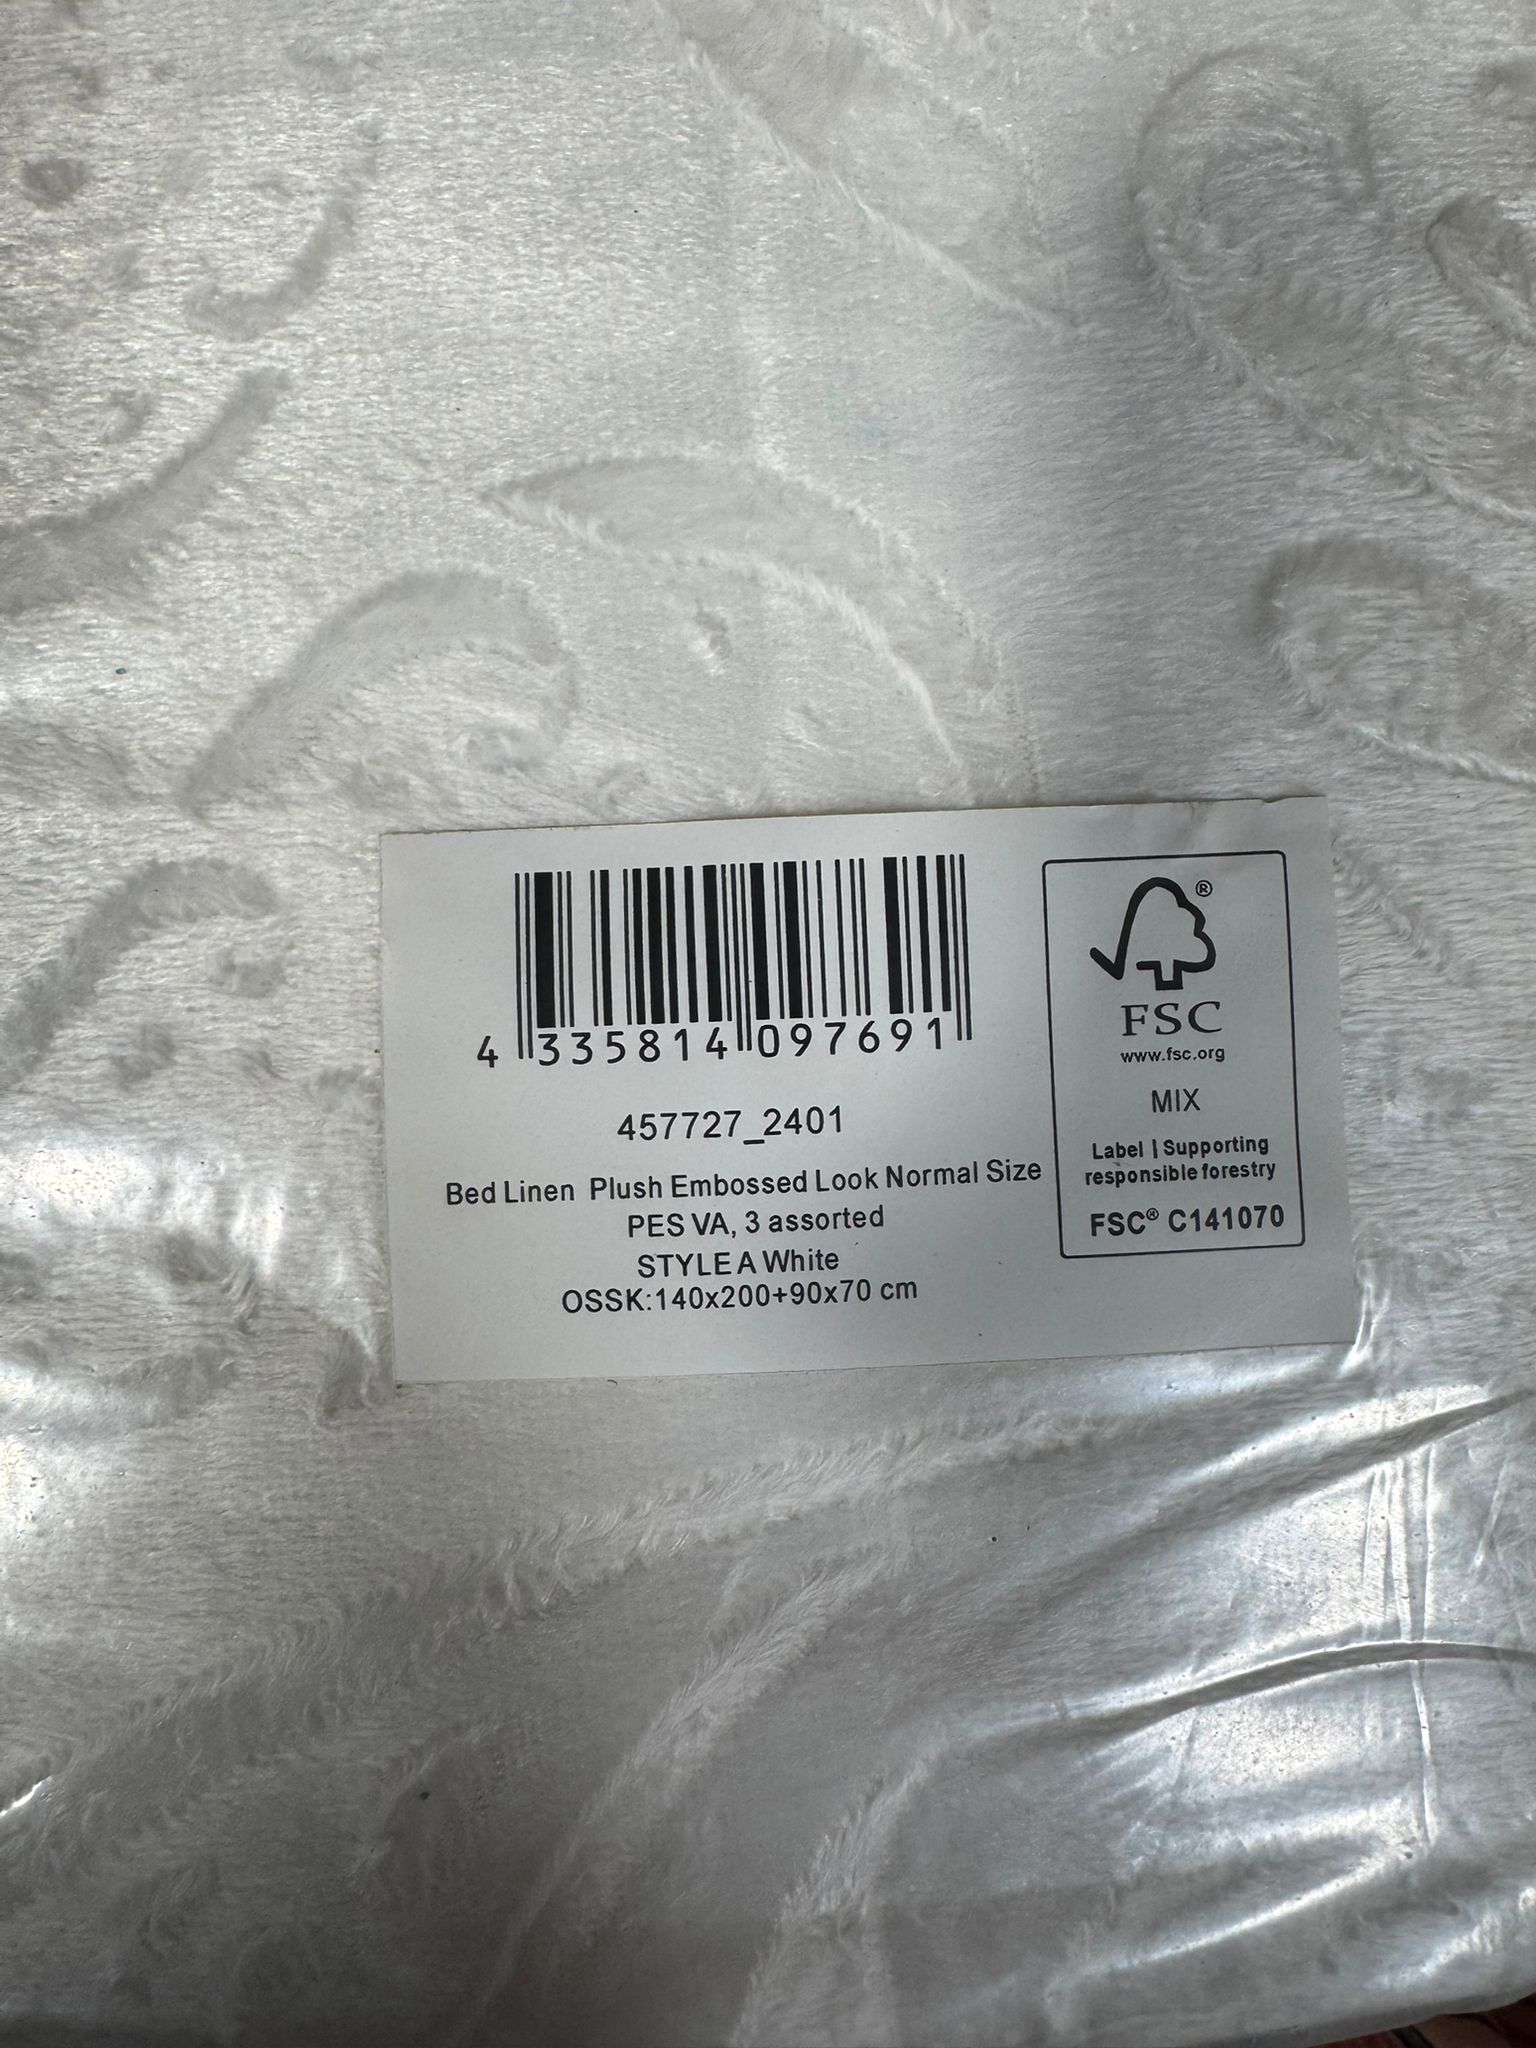 4 335814 097691
457727_2401
Bed Linen Plush Embossed Look Normal Size
PES VA, 3 assorted
STYLE A White
OSSK:140x200+90x70 cm
®
FSC
www.fsc.org
MIX
Label | Supporting
responsible forestry
FSC® C141070